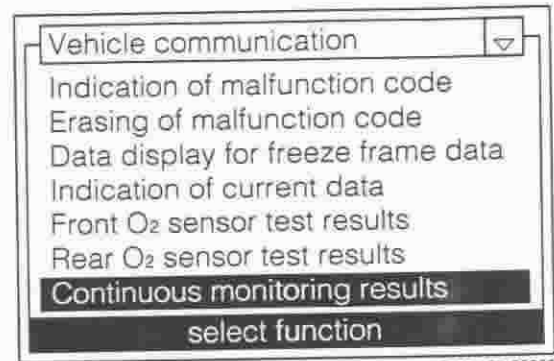 Vehicle communication
Indication of malfunction code
Erasing of malfunction code
Data display for freeze frame data
Indication of current data
Front O₂ sensor test results
Rear O₂ sensor test results
Continuous monitoring results
select function